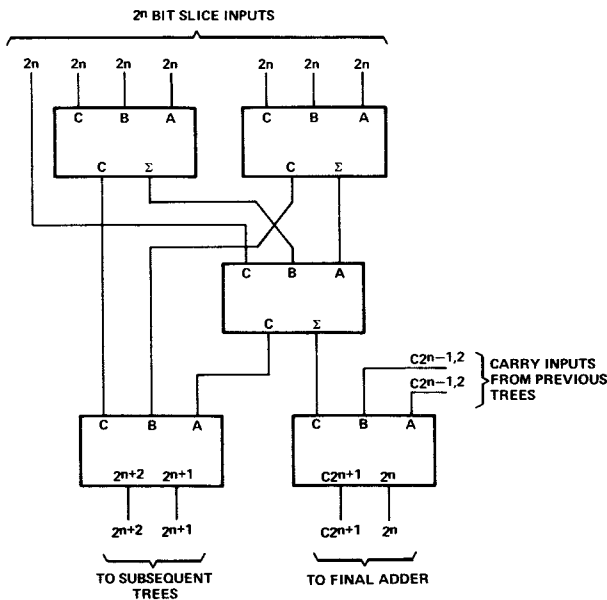 2n BIT SLICE INPUTS
2n 2n 2n 2n 2n 2n 2n
C B A C B A
C Σ C Σ
C B A
C Σ
C2n−1,2
C2n−1,2
CARRY INPUTS
FROM PREVIOUS
TREES
C B A C B A
2n+2 2n+1 C2n+1 2n
2n+2 2n+1 C2n+1 2n
TO SUBSEQUENT
TREES
TO FINAL ADDER